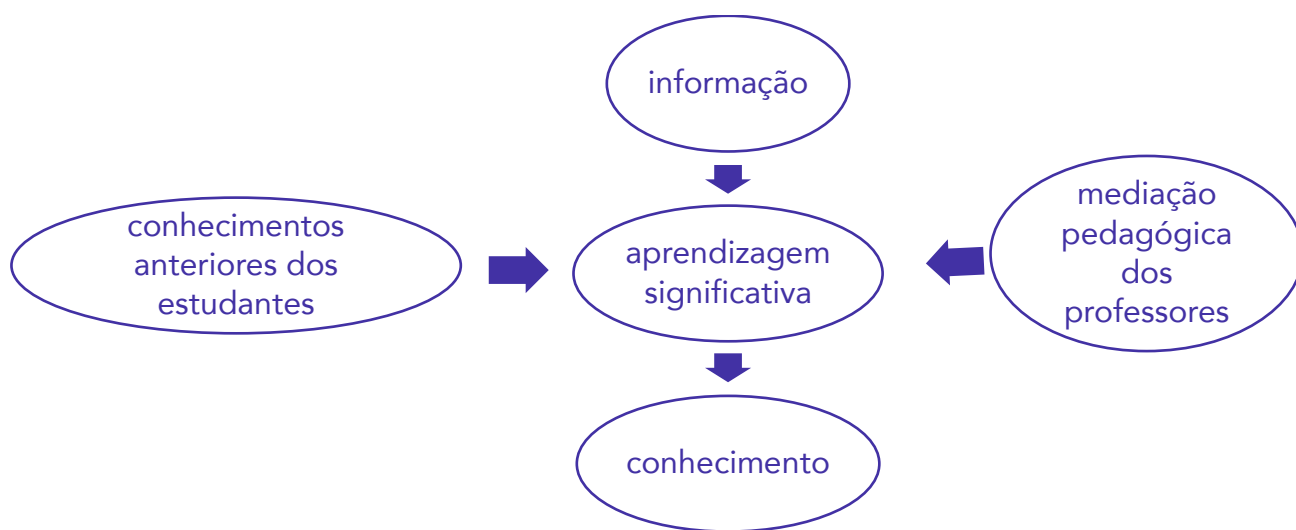 informação
conhecimentos
anteriores dos
estudantes
aprendizagem
significativa
mediação
pedagógica
dos
professores
conhecimento